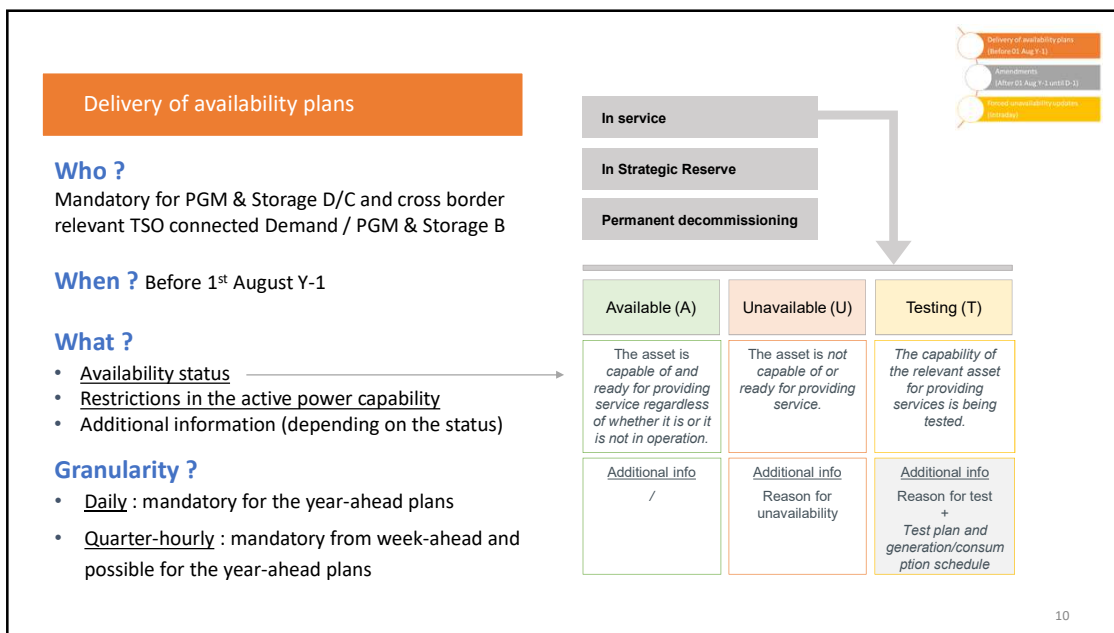 Delivery of availability plans
(Before 01 Aug Y-1)
Amendments
(After 01 Aug Y-1 until D-1)
Forced unavailability updates
(Intraday)
Delivery of availability plans
Who ?
Mandatory for PGM & Storage D/C and cross border
relevant TSO connected Demand / PGM & Storage B
When ? Before 1st August Y-1
What ?
• Availability status
• Restrictions in the active power capability
• Additional information (depending on the status)
Granularity ?
• Daily : mandatory for the year-ahead plans
• Quarter-hourly : mandatory from week-ahead and
possible for the year-ahead plans
In service
In Strategic Reserve
Permanent decommissioning
Available (A)
The asset is
capable of and
ready for providing
service regardless
of whether it is or it
is not in operation.
Additional info
/
Unavailable (U)
The asset is not
capable of or
ready for providing
service.
Additional info
Reason for
unavailability
Testing (T)
The capability of
the relevant asset
for providing
services is being
tested.
Additional info
Reason for test
+
Test plan and
generation/consum
ption schedule
10